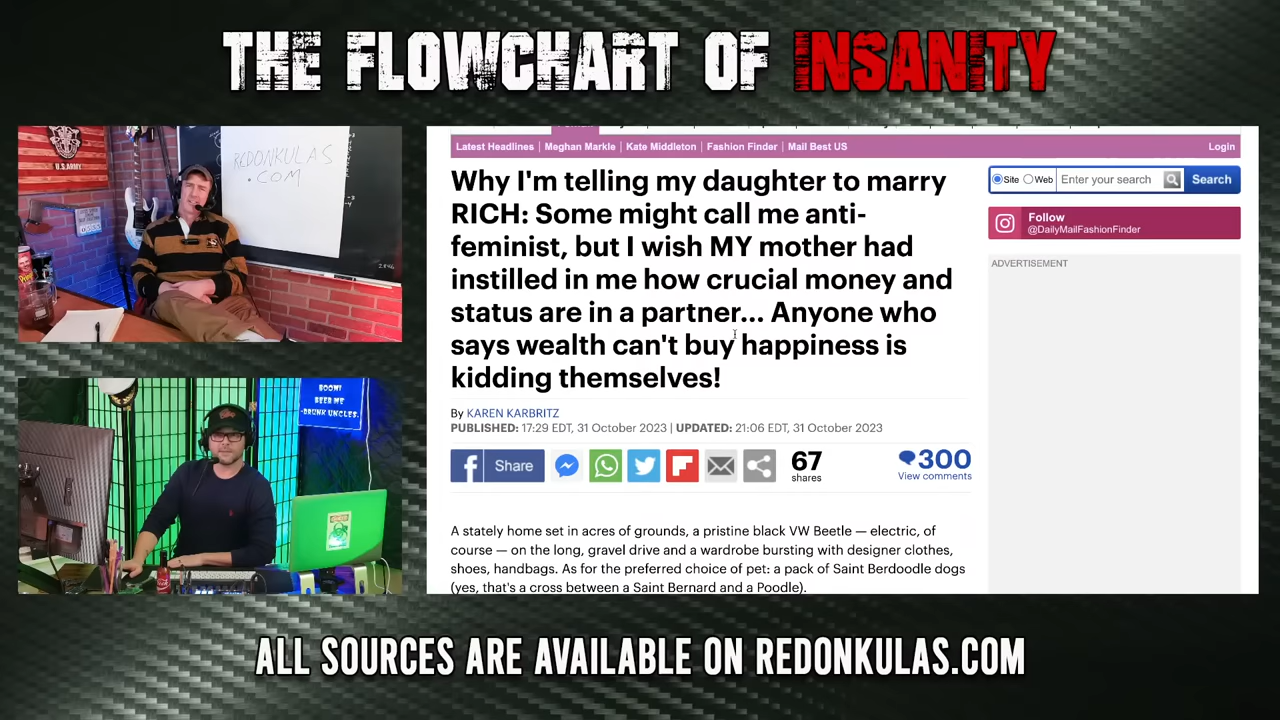 THE FLOWCHART OF INSANITY
U.S. ARMY
REDONKULAS
.COM
BOOM!
BEER ME
-DRUNK UNCLES.
Latest Headlines | Meghan Markle | Kate Middleton | Fashion Finder | Mail Best US
Login
Why I'm telling my daughter to marry
RICH: Some might call me anti-
feminist, but I wish MY mother had
instilled in me how crucial money and
status are in a partner... Anyone who
says wealth can't buy happiness is
kidding themselves!
By KAREN KARBRITZ
PUBLISHED: 17:29 EDT, 31 October 2023 | UPDATED: 21:06 EDT, 31 October 2023
Share
67
shares
300
View comments
A stately home set in acres of grounds, a pristine black VW Beetle — electric, of
course — on the long, gravel drive and a wardrobe bursting with designer clothes,
shoes, handbags. As for the preferred choice of pet: a pack of Saint Berdoodle dogs
(yes, that's a cross between a Saint Bernard and a Poodle).
Site Web Enter your search Search
Follow
@DailyMailFashionFinder
ADVERTISEMENT
ALL SOURCES ARE AVAILABLE ON REDONKULAS.COM